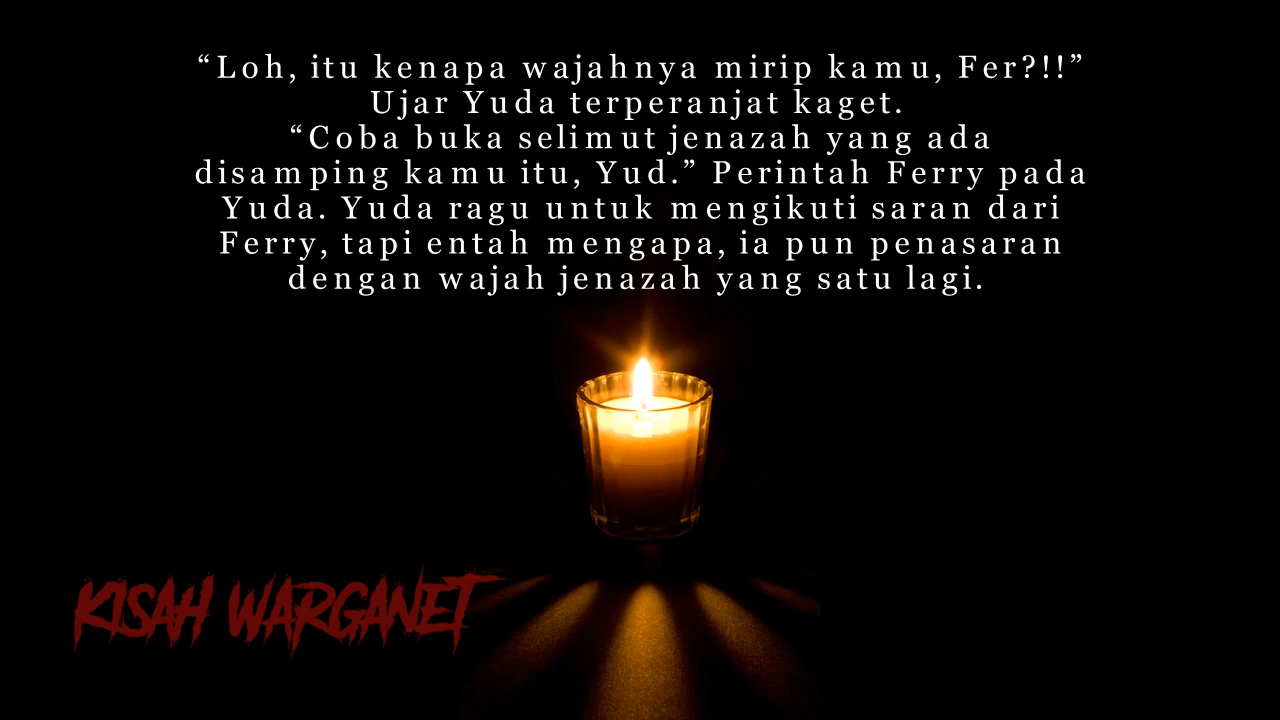 “Loh, itu kenapa wajahnya mirip kamu, Fer?!!”
Ujar Yuda terperanjat kaget.
“Coba buka selimut jenazah yang ada
disamping kamu itu, Yud.” Perintah Ferry pada
Yuda. Yuda ragu untuk mengikuti saran dari
Ferry, tapi entah mengapa, ia pun penasaran
dengan wajah jenazah yang satu lagi.
KISAH WARGANET